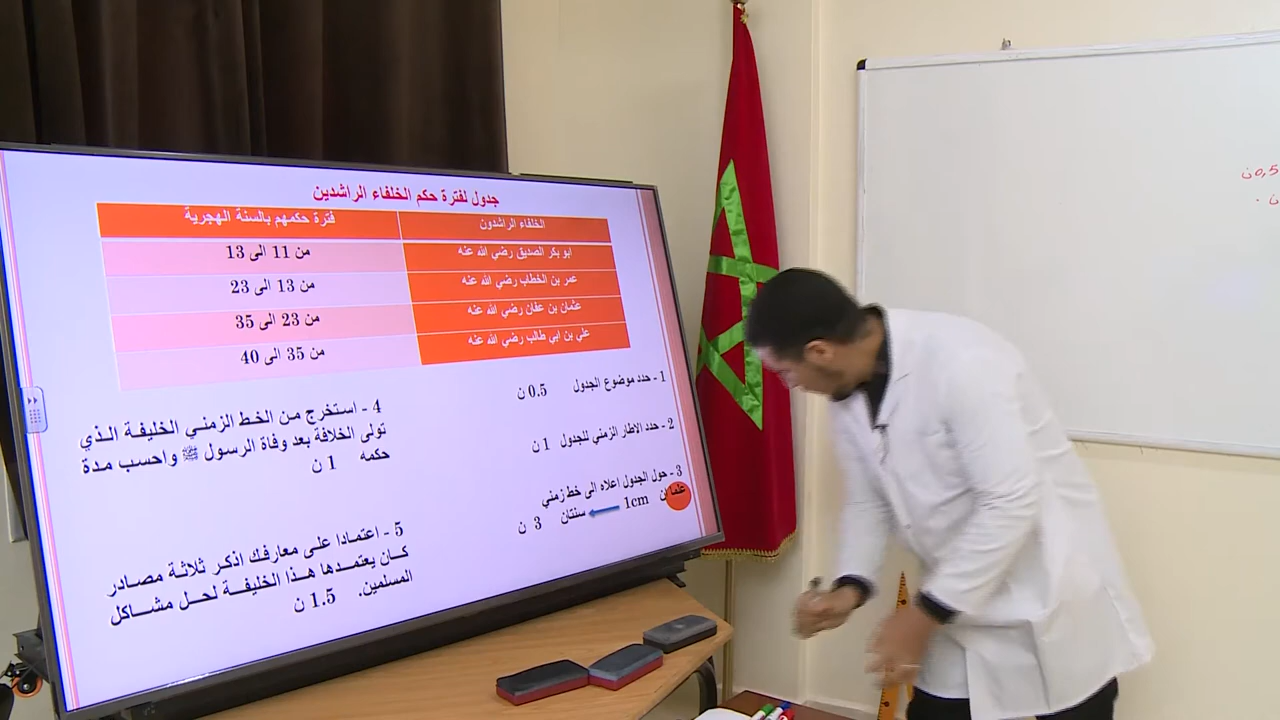 جدول لفترة حكم الخلفاء الراشدين
الخلفاء الراشدون فترة حكمهم بالسنة الهجرية
ابو بكر الصديق رضي الله عنه من 11 الى 13
عمر بن الخطاب رضي الله عنه من 13 الى 23
عثمان بن عفان رضي الله عنه من 23 الى 35
علي بن ابي طالب رضي الله عنه من 35 الى 40
1 - حدد موضوع الجدول 0.5 ن
2 - حدد الاطار الزمني للجدول 1 ن
3 - حول الجدول اعلاه الى خط زمني
علما ن 1cm سنتان 3 ن
4 - استخرج من الخط الزمني الخليفة الذي
تولى الخلافة بعد وفاة الرسول ﷺ واحسب مدة
حكمه 1 ن
5 - اعتمادا على معارفك اذكر ثلاثة مصادر
كان يعتمدها هذا الخليفة لحل مشاكل
المسلمين. 1.5 ن
0,5ن